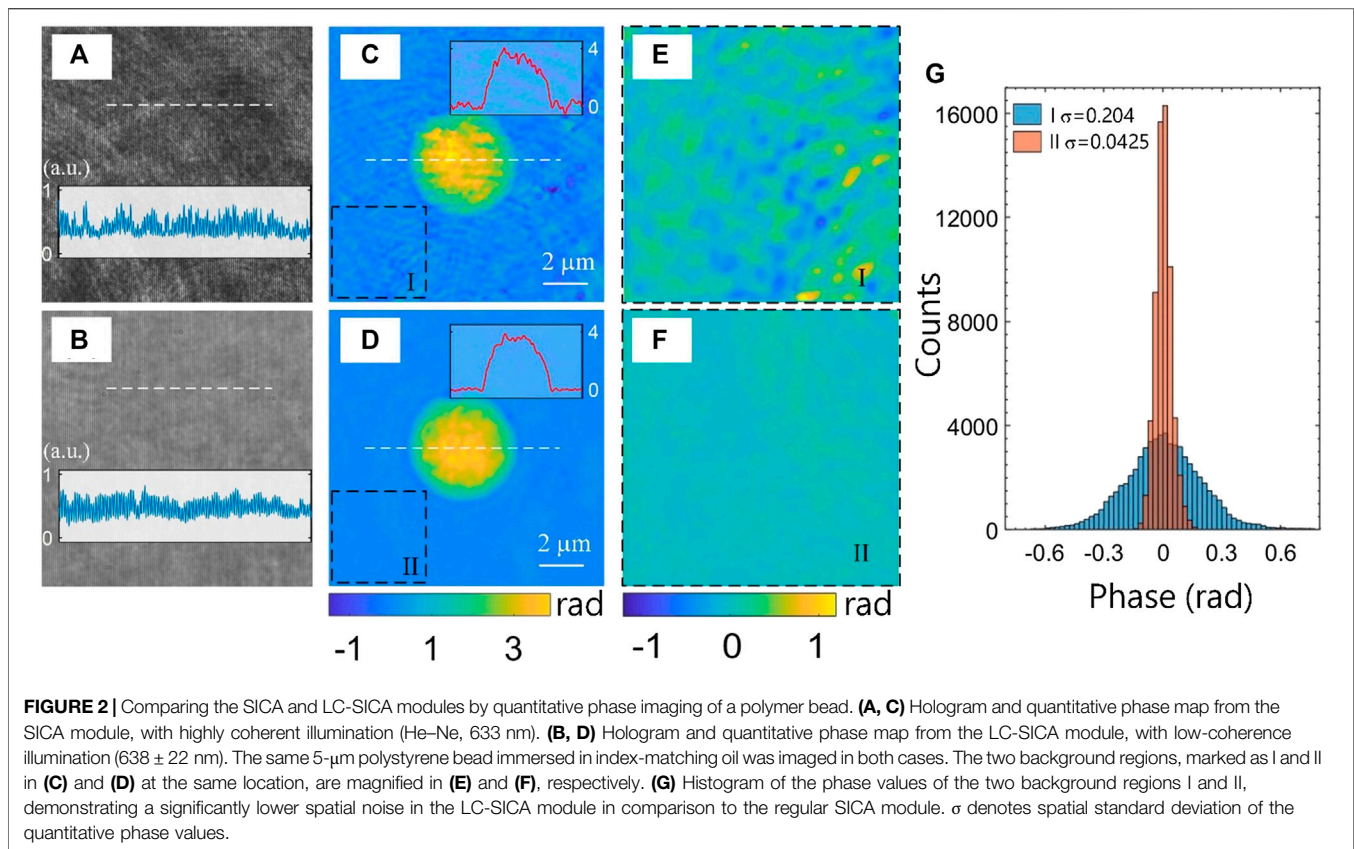 A
(a.u.)
1
0
B
(a.u.)
1
0
C
4
0
I
2 μm
D
4
0
II
2 μm
rad
-1 1 3
E
I
F
II
rad
-1 0 1
G
I σ=0.204
II σ=0.0425
16000
12000
8000
4000
0
Counts
-0.6 -0.3 0 0.3 0.6
Phase (rad)
FIGURE 2 | Comparing the SICA and LC-SICA modules by quantitative phase imaging of a polymer bead. (A, C) Hologram and quantitative phase map from the
SICA module, with highly coherent illumination (He–Ne, 633 nm). (B, D) Hologram and quantitative phase map from the LC-SICA module, with low-coherence
illumination (638 ± 22 nm). The same 5-μm polystyrene bead immersed in index-matching oil was imaged in both cases. The two background regions, marked as I and II
in (C) and (D) at the same location, are magnified in (E) and (F), respectively. (G) Histogram of the phase values of the two background regions I and II,
demonstrating a significantly lower spatial noise in the LC-SICA module in comparison to the regular SICA module. σ denotes spatial standard deviation of the
quantitative phase values.